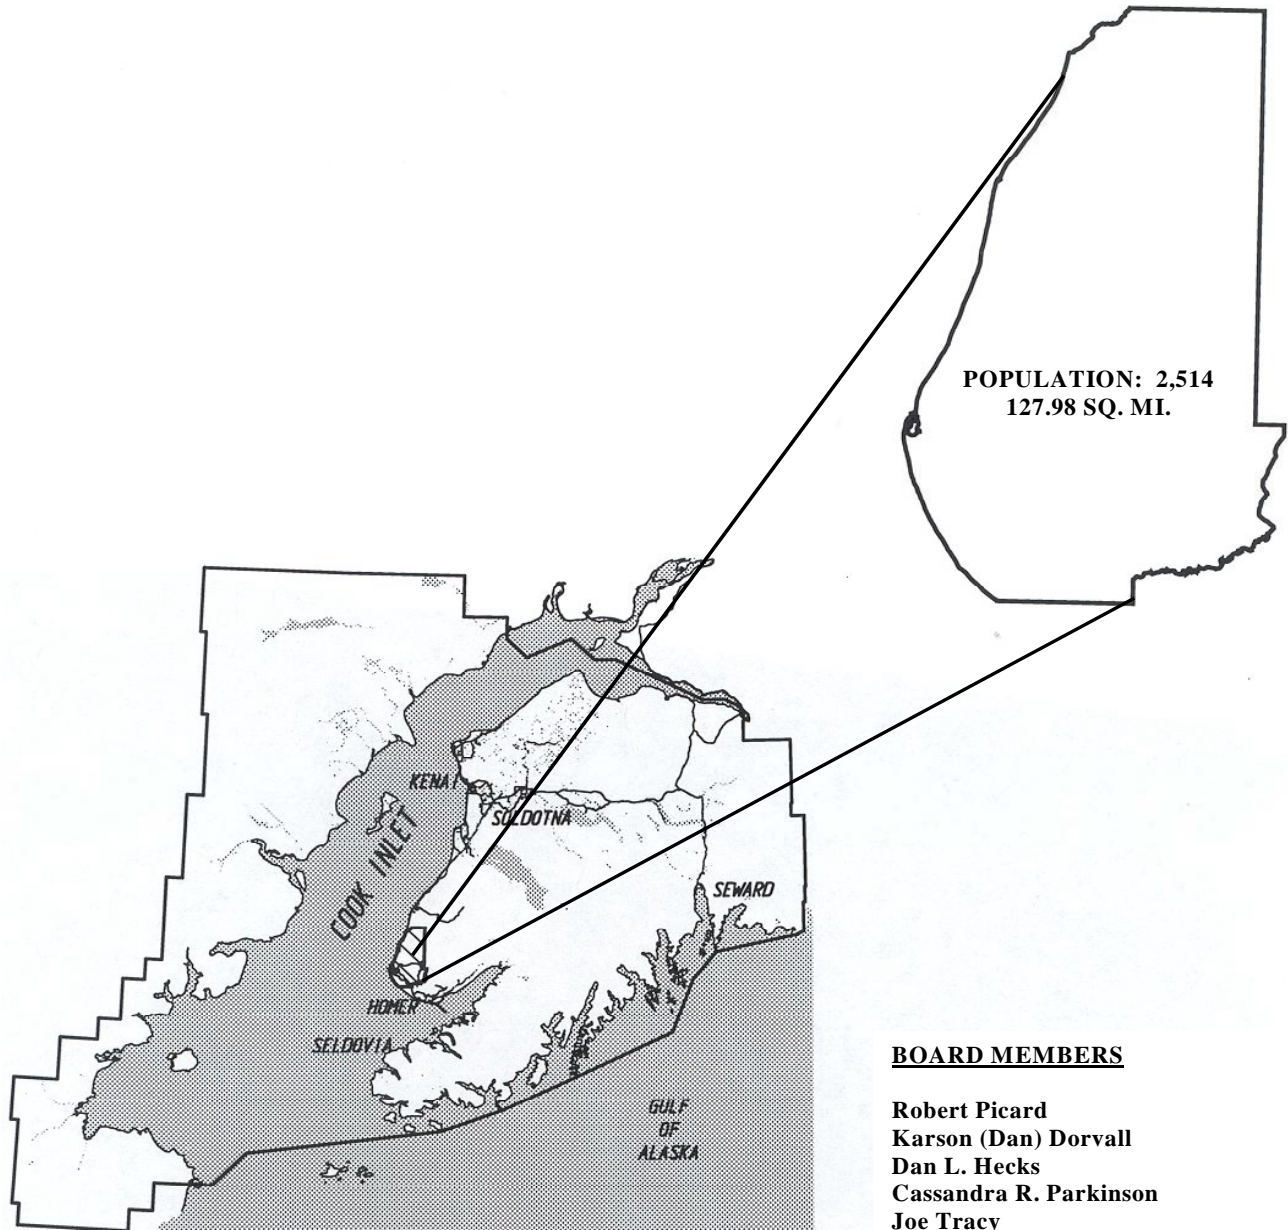 POPULATION: 2,514
127.98 SQ. MI.
KENAI
SOLDOTNA
COOK INLET
SEWARD
HOMER
SELDOVIA
GULF
OF
ALASKA
BOARD MEMBERS
Robert Picard
Karson (Dan) Dorvall
Dan L. Hecks
Cassandra R. Parkinson
Joe Tracy